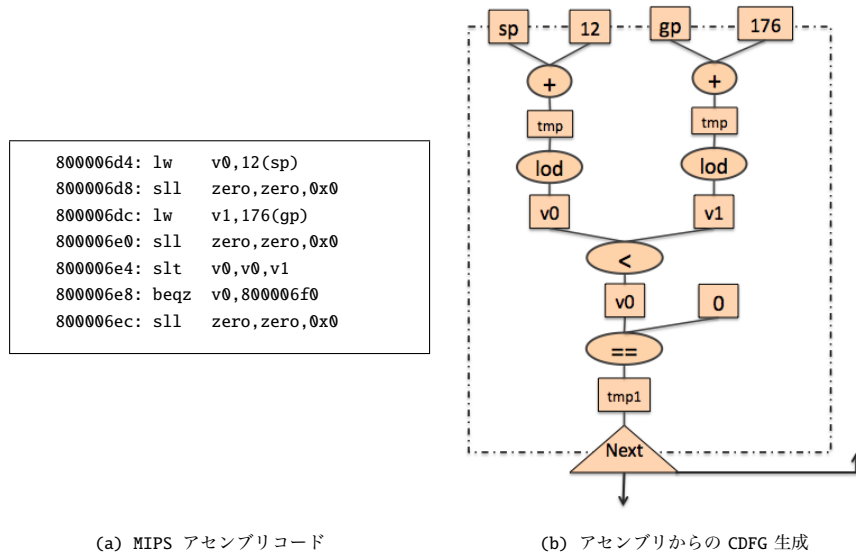 800006d4: lw v0,12(sp)
800006d8: sll zero,zero,0x0
800006dc: lw v1,176(gp)
800006e0: sll zero,zero,0x0
800006e4: slt v0,v0,v1
800006e8: beqz v0,800006f0
800006ec: sll zero,zero,0x0
(a) MIPS アセンブリコード
sp 12 gp 176
+ +
tmp tmp
lod lod
v0 v1
<
v0 0
==
tmp1
Next
(b) アセンブリからの CDFG 生成